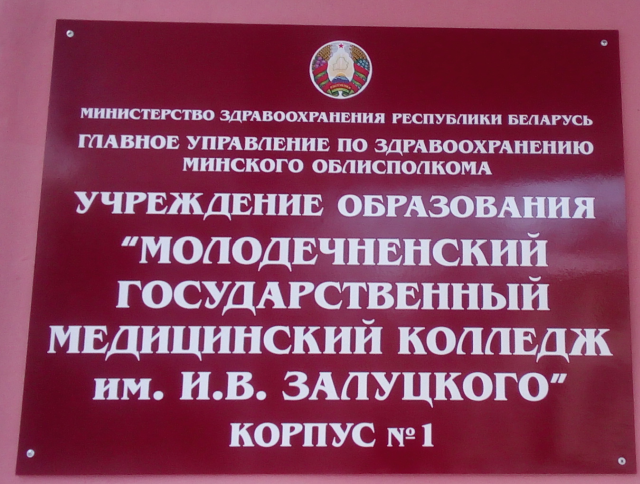 МИНИСТЕРСТВО ЗДРАВООХРАНЕНИЯ РЕСПУБЛИКИ БЕЛАРУСЬ
ГЛАВНОЕ УПРАВЛЕНИЕ ПО ЗДРАВООХРАНЕНИЮ
МИНСКОГО ОБЛИСПОЛКОМА
УЧРЕЖДЕНИЕ ОБРАЗОВАНИЯ
“МОЛОДЕЧНЕНСКИЙ
ГОСУДАРСТВЕННЫЙ
МЕДИЦИНСКИЙ КОЛЛЕДЖ
им. И.В. ЗАЛУЦКОГО”
КОРПУС №1